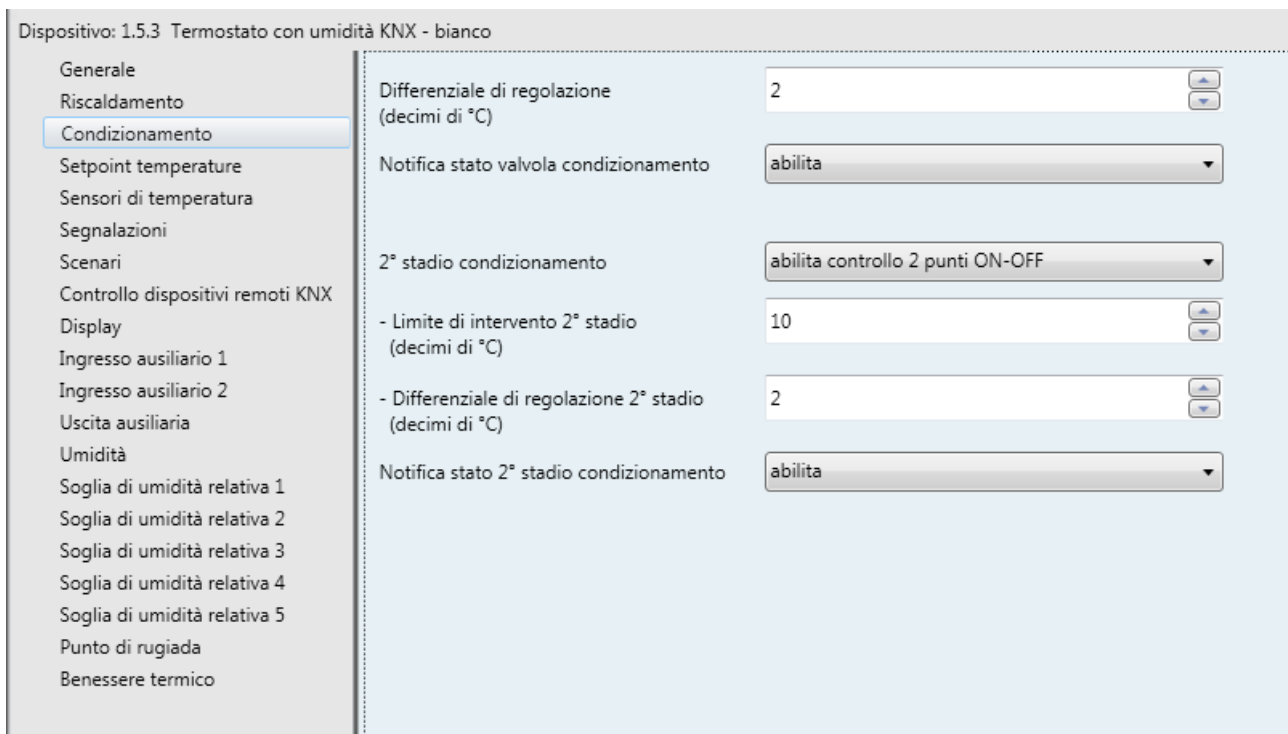 Dispositivo: 1.5.3 Termostato con umidità KNX - bianco
Generale
Riscaldamento
Condizionamento
Setpoint temperature
Sensori di temperatura
Segnalazioni
Scenari
Controllo dispositivi remoti KNX
Display
Ingresso ausiliario 1
Ingresso ausiliario 2
Uscita ausiliaria
Umidità
Soglia di umidità relativa 1
Soglia di umidità relativa 2
Soglia di umidità relativa 3
Soglia di umidità relativa 4
Soglia di umidità relativa 5
Punto di rugiada
Benessere termico
Differenziale di regolazione
(decimi di °C)
2
Notifica stato valvola condizionamento
abilita
2° stadio condizionamento
abilita controllo 2 punti ON-OFF
- Limite di intervento 2° stadio
(decimi di °C)
10
- Differenziale di regolazione 2° stadio
(decimi di °C)
2
Notifica stato 2° stadio condizionamento
abilita